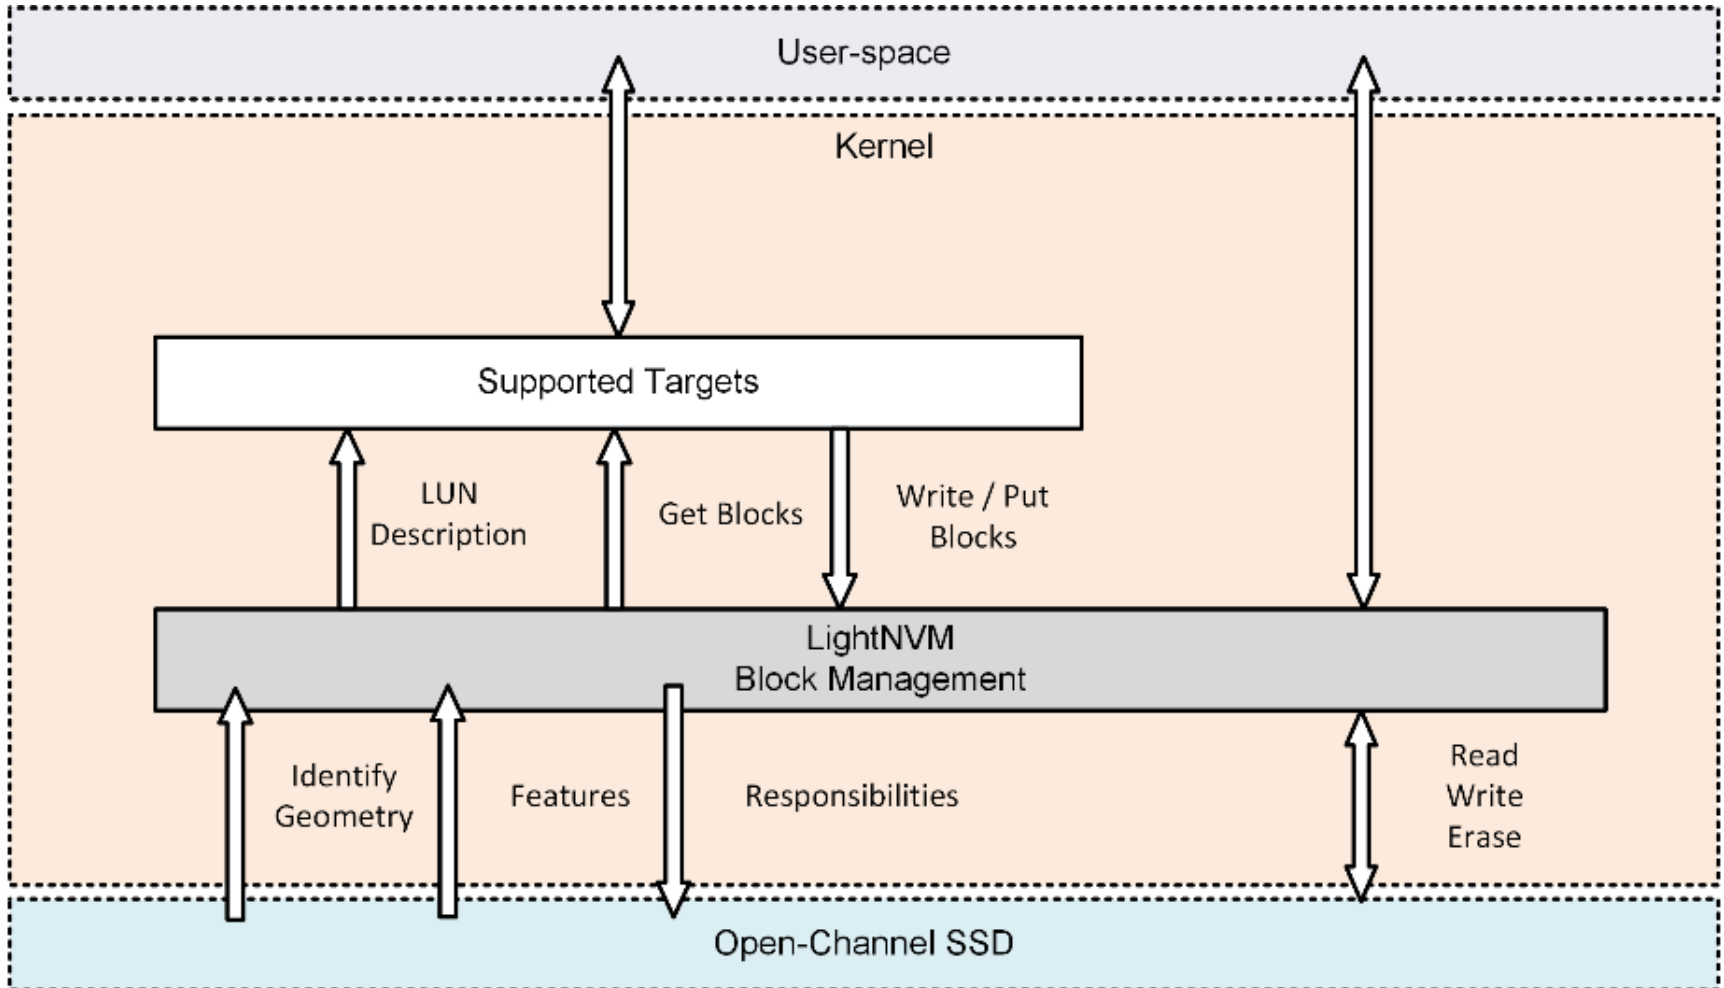 User-space
Kernel
Supported Targets
LUN
Description
Get Blocks
Write / Put
Blocks
LightNVM
Block Management
Identify
Geometry
Features
Responsibilities
Read
Write
Erase
Open-Channel SSD